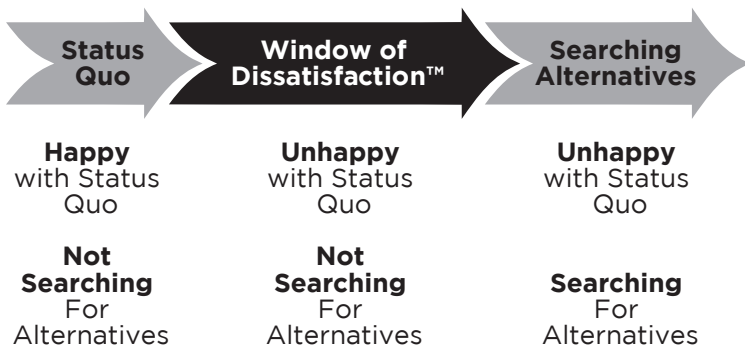 Status
Quo
Window of
Dissatisfaction™
Searching
Alternatives
Happy
with Status
Quo
Unhappy
with Status
Quo
Unhappy
with Status
Quo
Not
Searching
For
Alternatives
Not
Searching
For
Alternatives
Searching
For
Alternatives